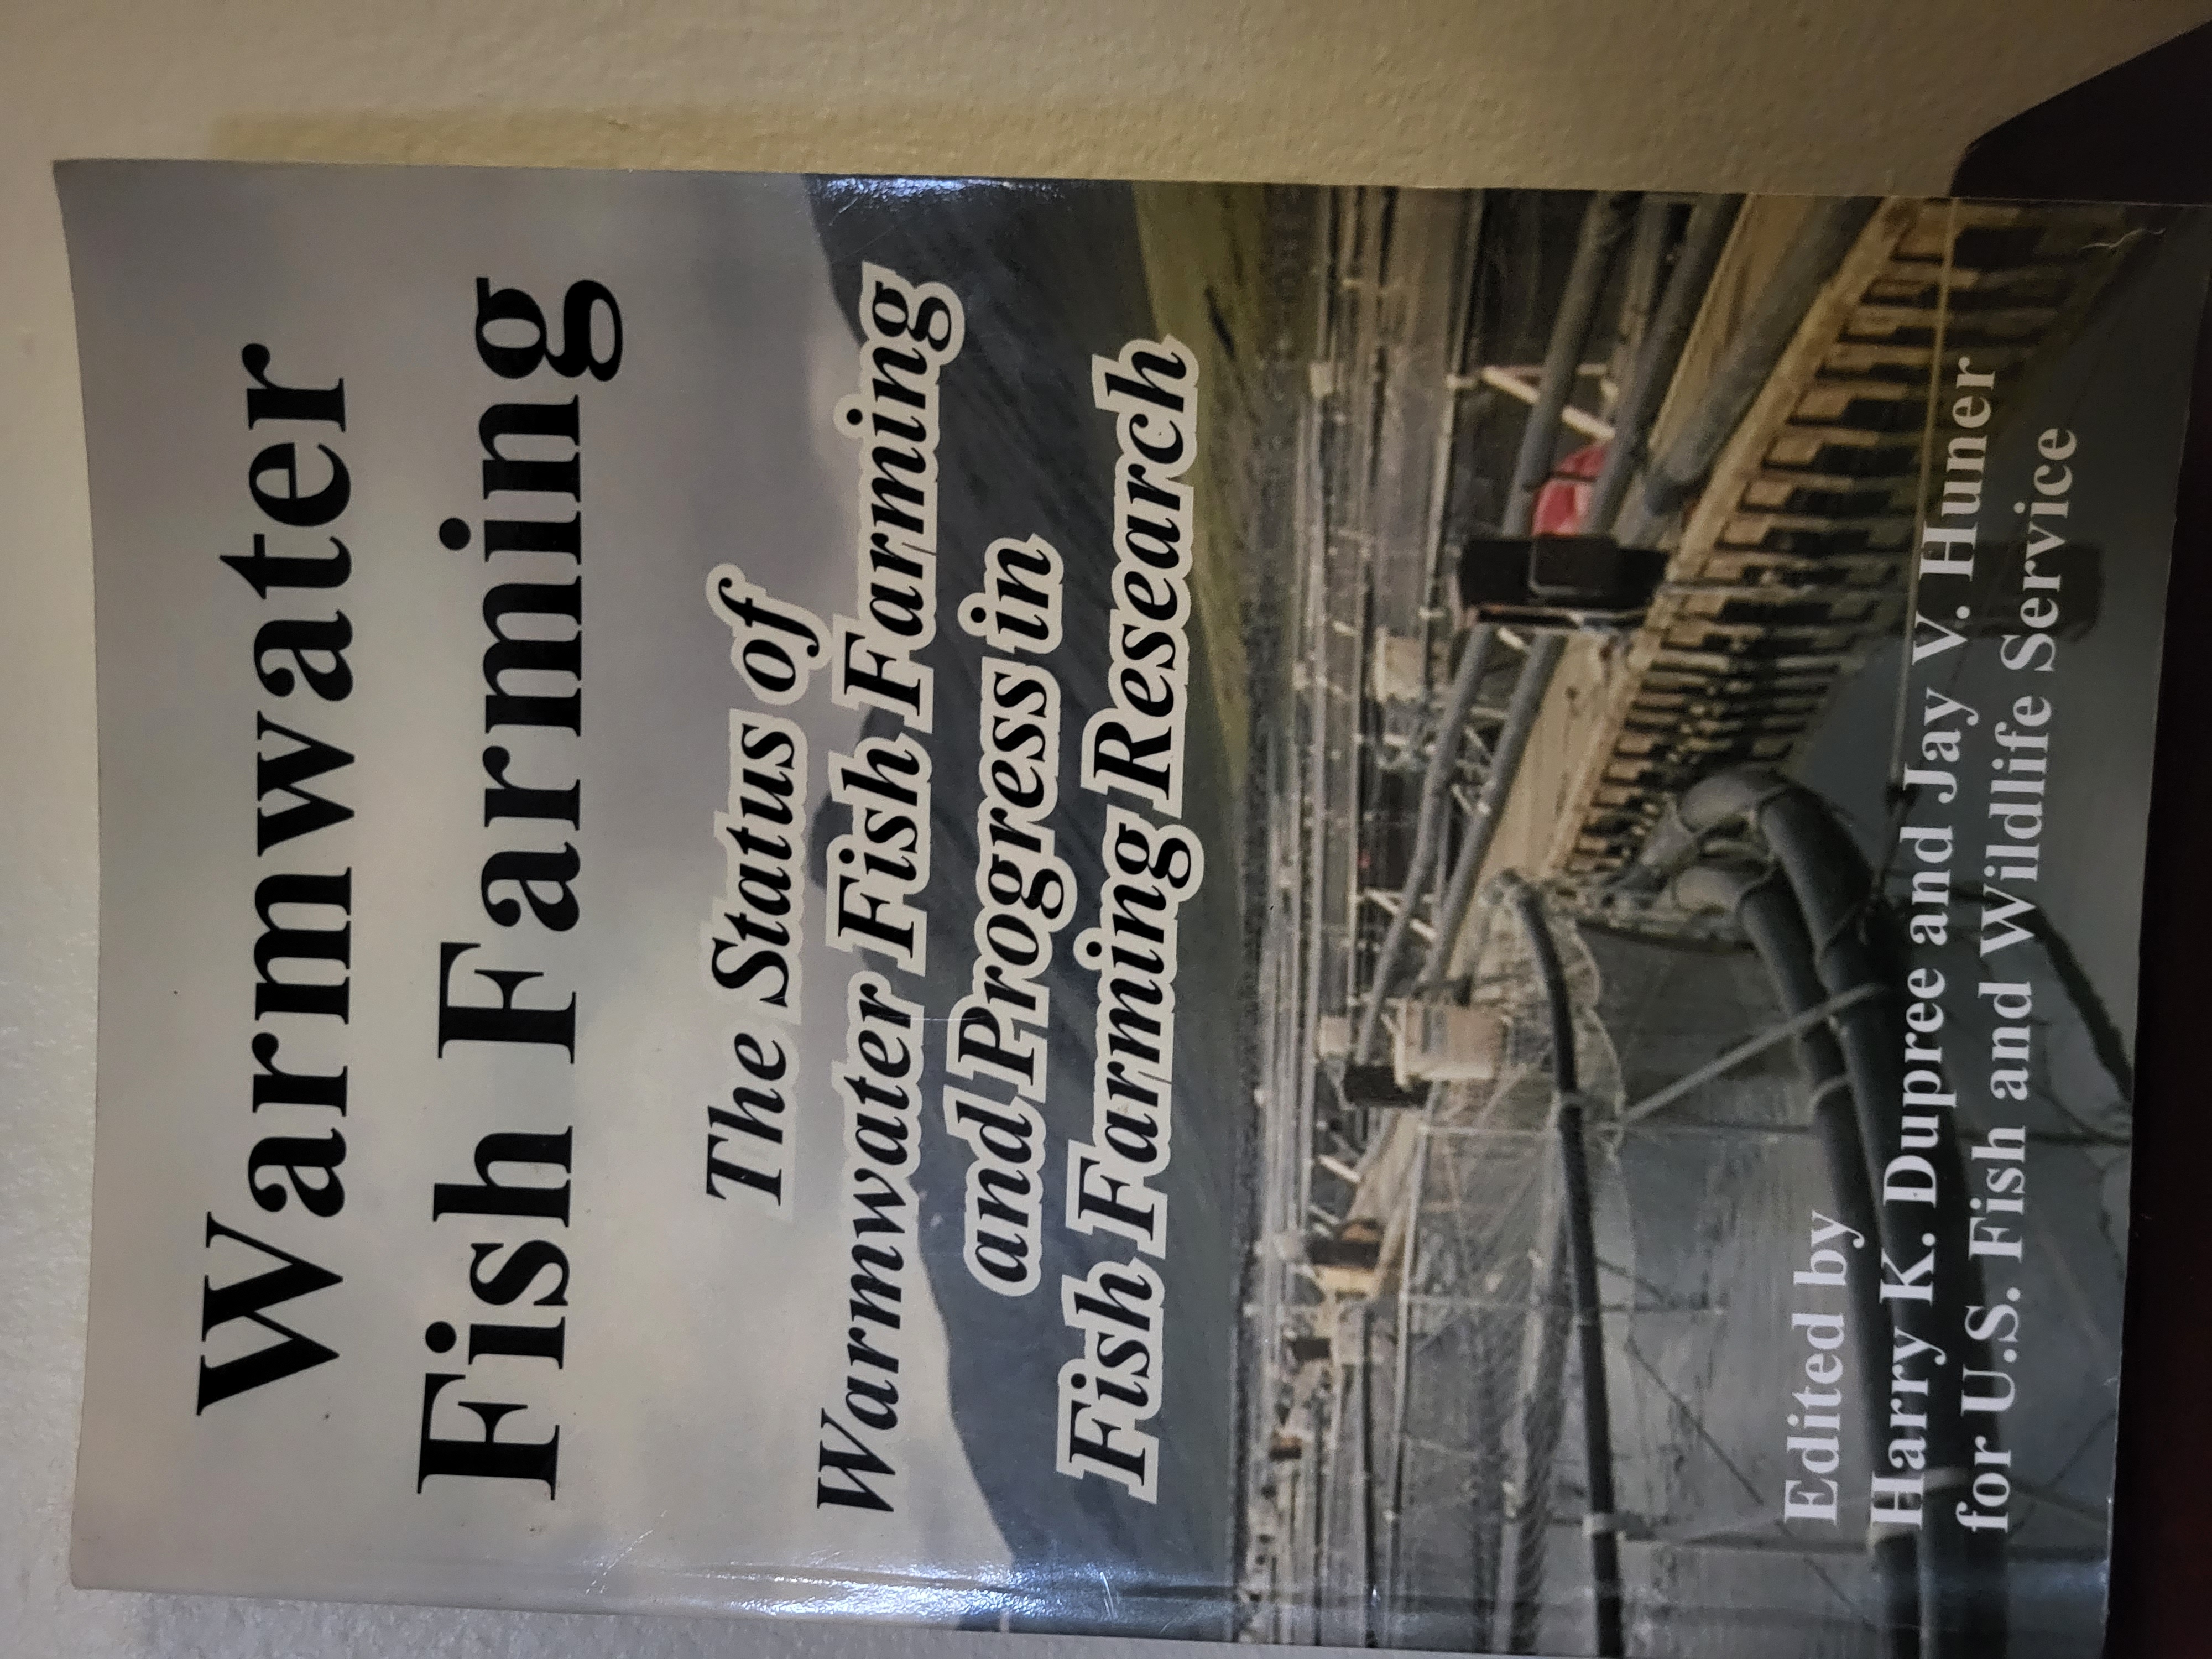 Warmwater
Fish Farming
The Status of
Warmwater Fish Farming
and Progress in
Fish Farming Research
Edited by
Harry K. Dupree and Jay V. Huner
for U.S. Fish and Wildlife Service